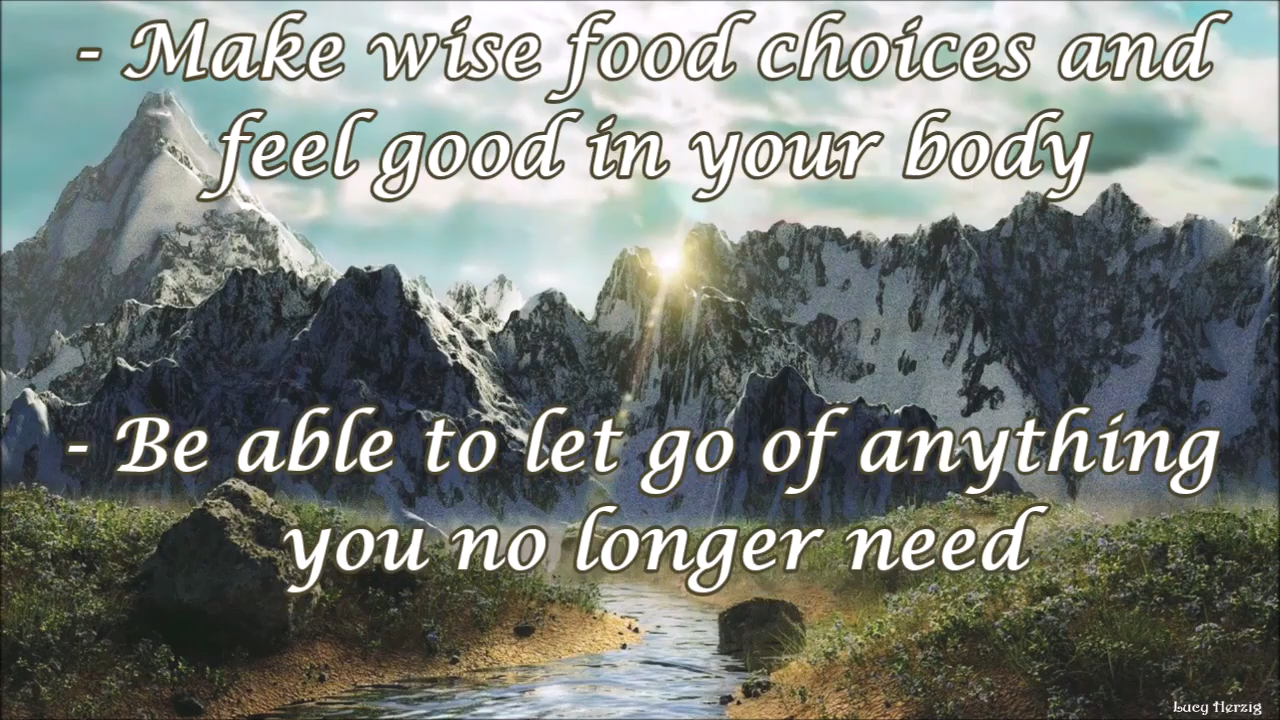 - Make wise food choices and
feel good in your body
- Be able to let go of anything
you no longer need
Lucy Herzig